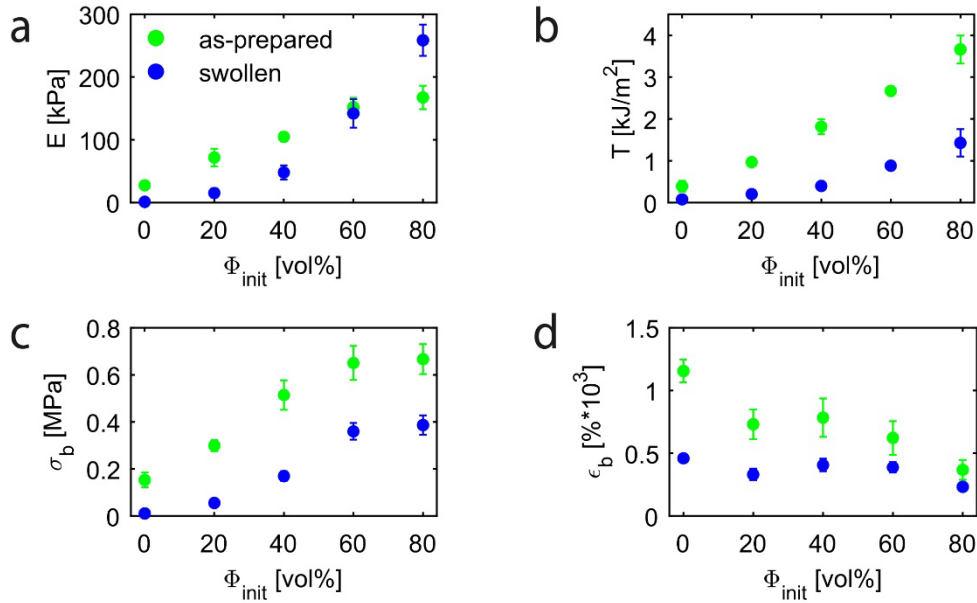 a
as-prepared
swollen
E [kPa]
300
200
100
0
0 20 40 60 80
Φinit [vol%]
b
T [kJ/m²]
4
3
2
1
0
0 20 40 60 80
Φinit [vol%]
c
σb [MPa]
0.8
0.6
0.4
0.2
0
0 20 40 60 80
Φinit [vol%]
d
ϵb [%*10³]
1.5
1
0.5
0
0 20 40 60 80
Φinit [vol%]